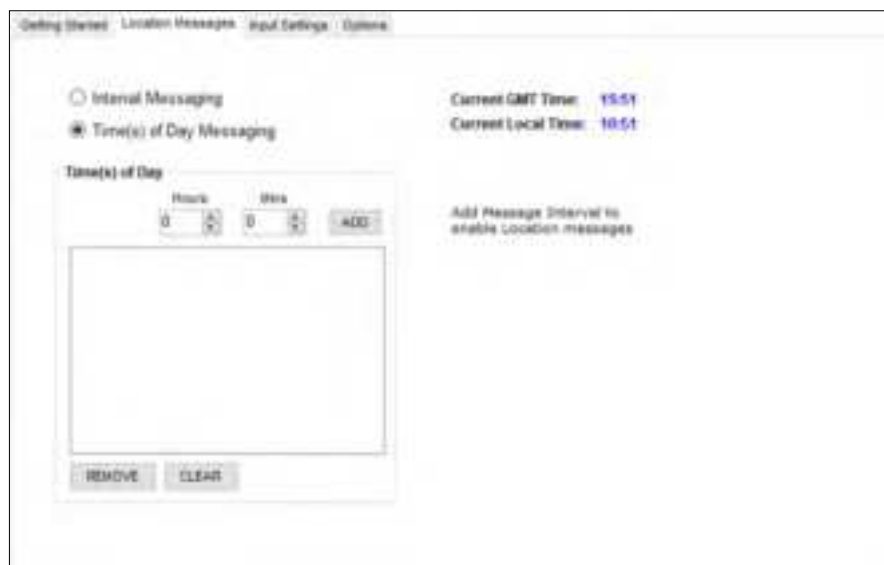 Getting Started Location Messages Input Settings Options
Interval Messaging
Time(s) of Day Messaging
Current GMT Time: 15:51
Current Local Time: 10:51
Time(s) of Day
Hours Mins
0 0 ADD
Add Message Interval to
enable Location messages
REMOVE CLEAR